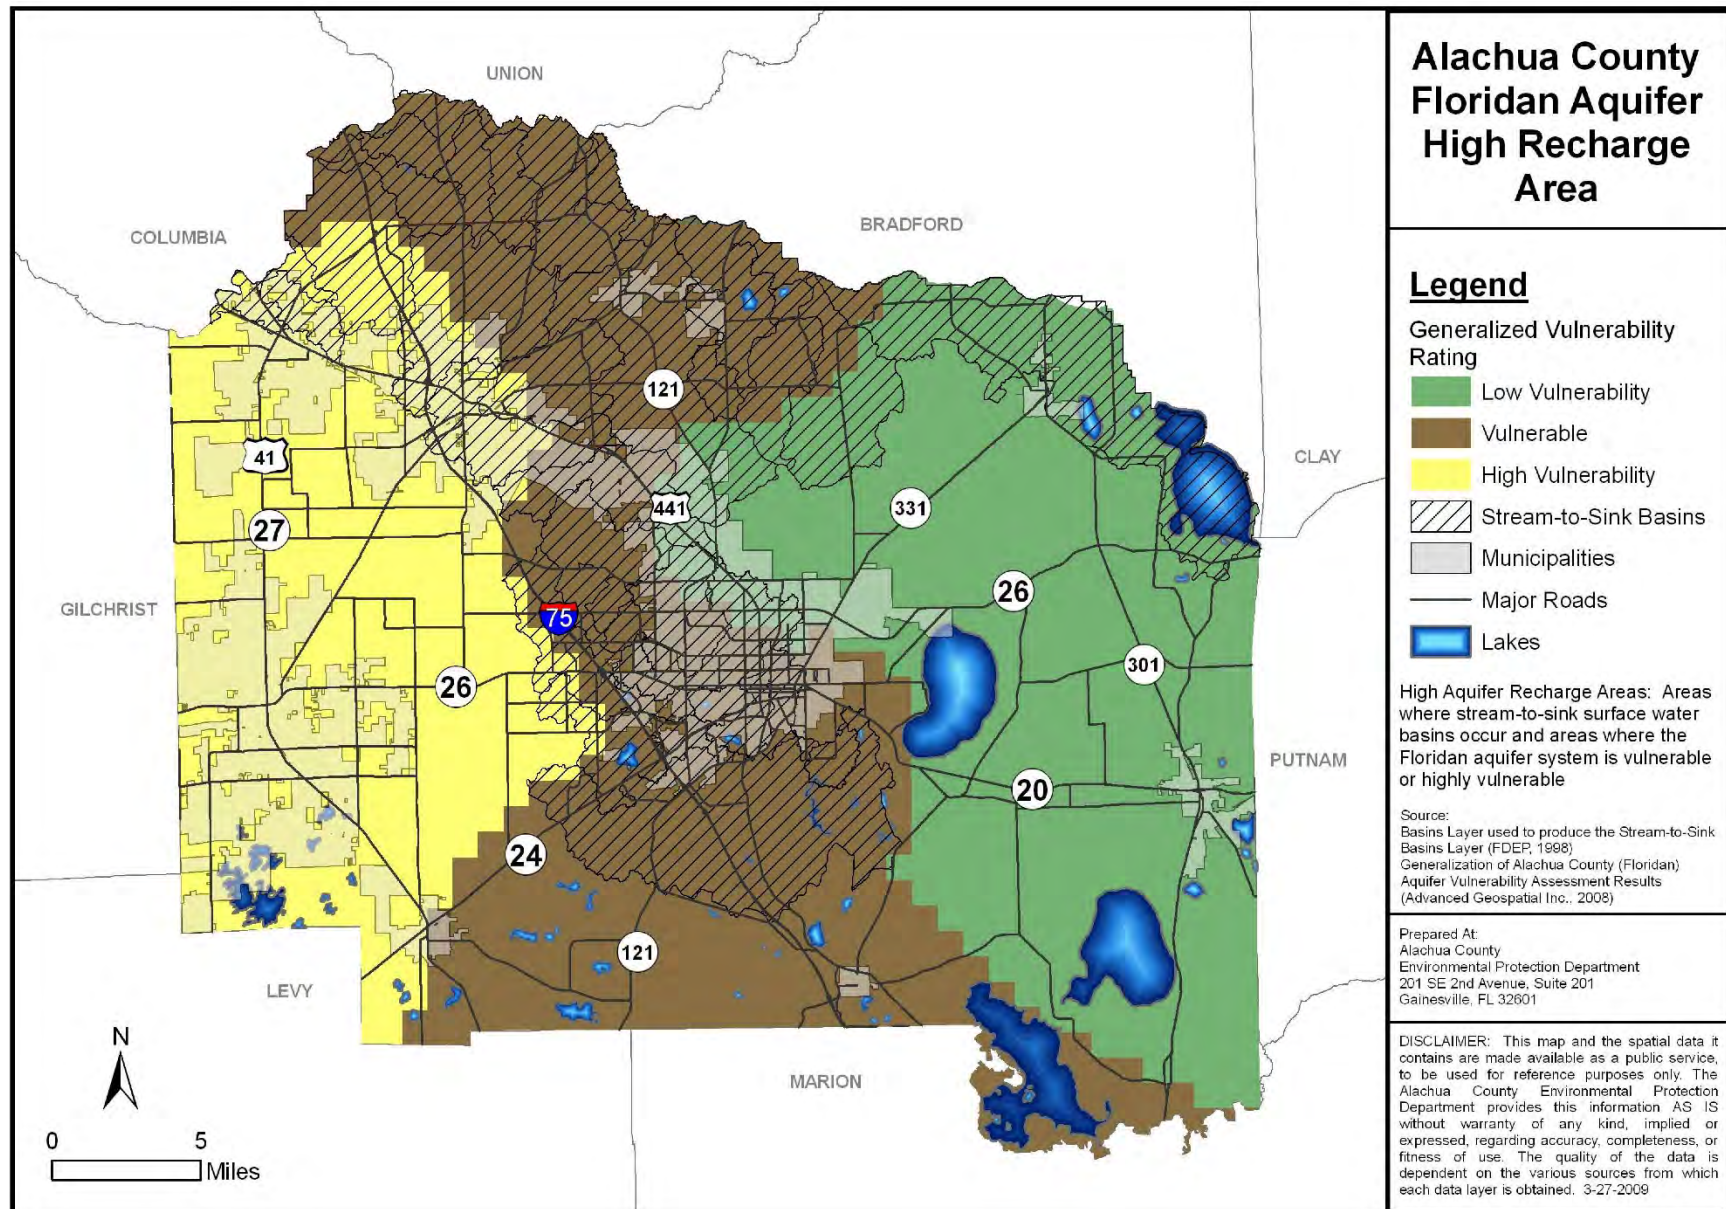 Alachua County
Floridan Aquifer
High Recharge
Area
Legend
Generalized Vulnerability
Rating
Low Vulnerability
Vulnerable
High Vulnerability
Stream-to-Sink Basins
Municipalities
Major Roads
Lakes
High Aquifer Recharge Areas: Areas
where stream-to-sink surface water
basins occur and areas where the
Floridan aquifer system is vulnerable
or highly vulnerable
Source:
Basins Layer used to produce the Stream-to-Sink
Basins Layer (FDEP, 1998)
Generalization of Alachua County (Floridan)
Aquifer Vulnerability Assessment Results
(Advanced Geospatial Inc., 2008)
Prepared At:
Alachua County
Environmental Protection Department
201 SE 2nd Avenue, Suite 201
Gainesville, FL 32601
DISCLAIMER: This map and the spatial data it
contains are made available as a public service,
to be used for reference purposes only. The
Alachua County Environmental Protection
Department provides this information AS IS
without warranty of any kind, implied or
expressed, regarding accuracy, completeness, or
fitness of use. The quality of the data is
dependent on the various sources from which
each data layer is obtained. 3-27-2009
UNION
COLUMBIA
BRADFORD
121
41
CLAY
441
331
27
26
GILCHRIST
75
301
26
PUTNAM
20
24
121
LEVY
MARION
N
0 5
Miles